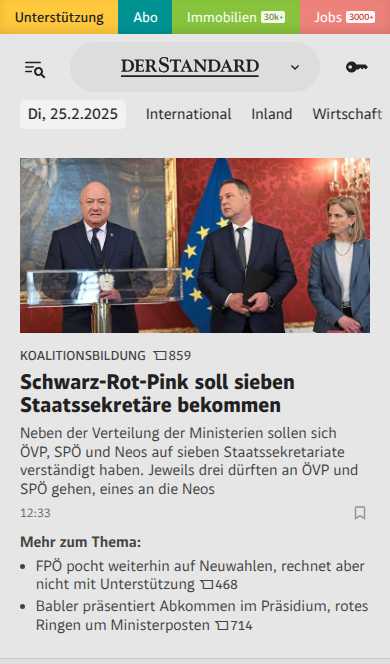 Unterstützung Abo Immobilien 30k+ Jobs 3000+
DERSTANDARD
Di, 25.2.2025 International Inland Wirtschaft
KOALITIONSBILDUNG 859
Schwarz-Rot-Pink soll sieben
Staatssekretäre bekommen
Neben der Verteilung der Ministerien sollen sich
ÖVP, SPÖ und Neos auf sieben Staatssekretariate
verständigt haben. Jeweils drei dürften an ÖVP und
SPÖ gehen, eines an die Neos
12:33
Mehr zum Thema:
• FPÖ pocht weiterhin auf Neuwahlen, rechnet aber
nicht mit Unterstützung 468
• Babler präsentiert Abkommen im Präsidium, rotes
Ringen um Ministerposten 714